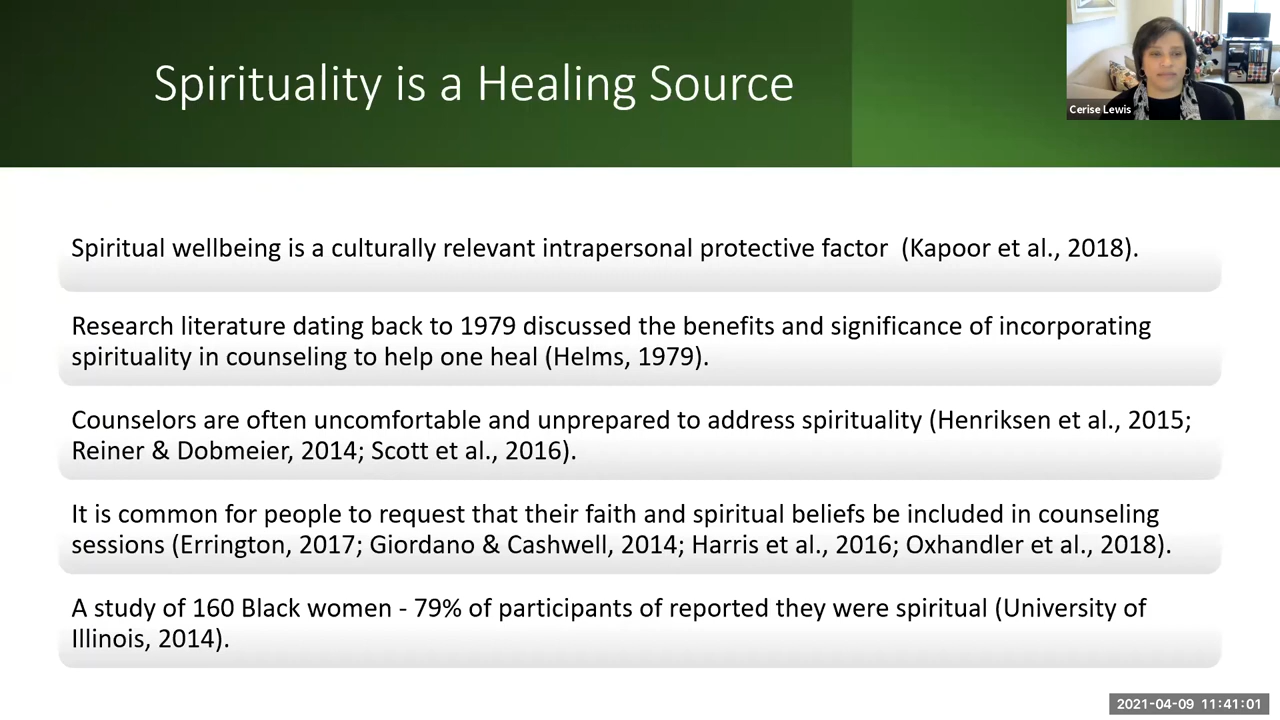 Spirituality is a Healing Source
Cerise Lewis
Spiritual wellbeing is a culturally relevant intrapersonal protective factor  (Kapoor et al., 2018).
Research literature dating back to 1979 discussed the benefits and significance of incorporating
spirituality in counseling to help one heal (Helms, 1979).
Counselors are often uncomfortable and unprepared to address spirituality (Henriksen et al., 2015;
Reiner & Dobmeier, 2014; Scott et al., 2016).
It is common for people to request that their faith and spiritual beliefs be included in counseling
sessions (Errington, 2017; Giordano & Cashwell, 2014; Harris et al., 2016; Oxhandler et al., 2018).
A study of 160 Black women - 79% of participants of reported they were spiritual (University of
Illinois, 2014).
2021-04-09 11:41:01